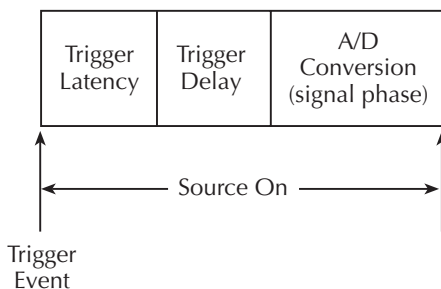 Trigger
Latency
Trigger
Delay
A/D
Conversion
(signal phase)
Source On
Trigger
Event